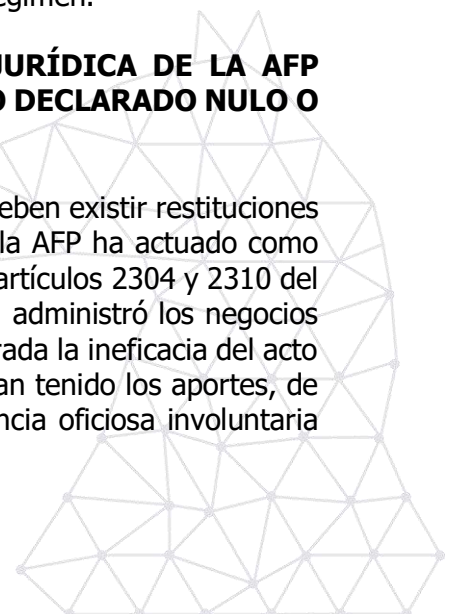 égimen.
JURÍDICA DE LA AFP
O DECLARADO NULO O
eben existir restituciones
la AFP ha actuado como
artículos 2304 y 2310 del
administró los negocios
rada la ineficacia del acto
an tenido los aportes, de
ncia oficiosa involuntaria